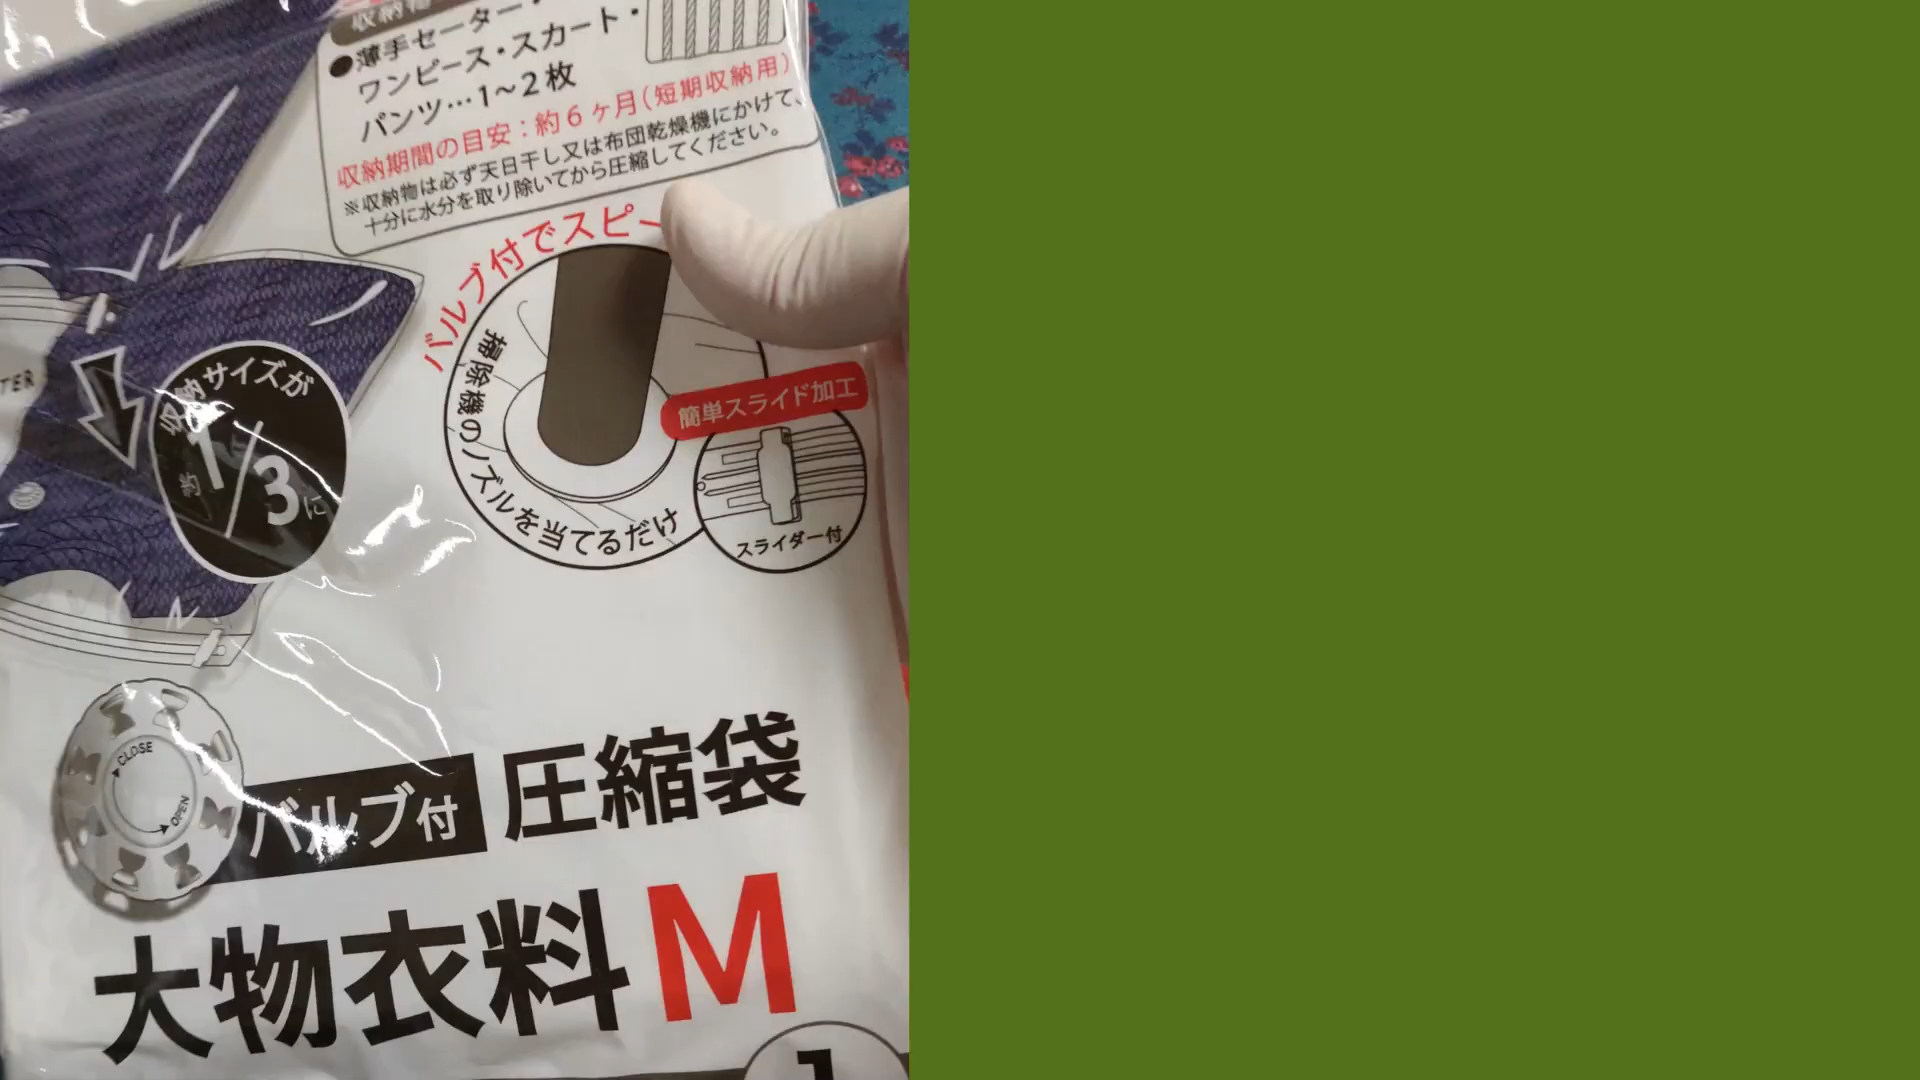 収納物
●薄手セーター・
ワンピース・スカート・
パンツ…1~2枚
収納期間の目安：約6ヶ月(短期収納用)
※収納物は必ず天日干し又は布団乾燥機にかけて、
十分に水分を取り除いてから圧縮してください。
バルブ付でスピー
掃除機のノズルを当てるだけ
簡単スライド加工
スライダー付
TER
収納サイズが
約1/3に
CLOSE
OPEN
バルブ付 圧縮袋
大物衣料M
1